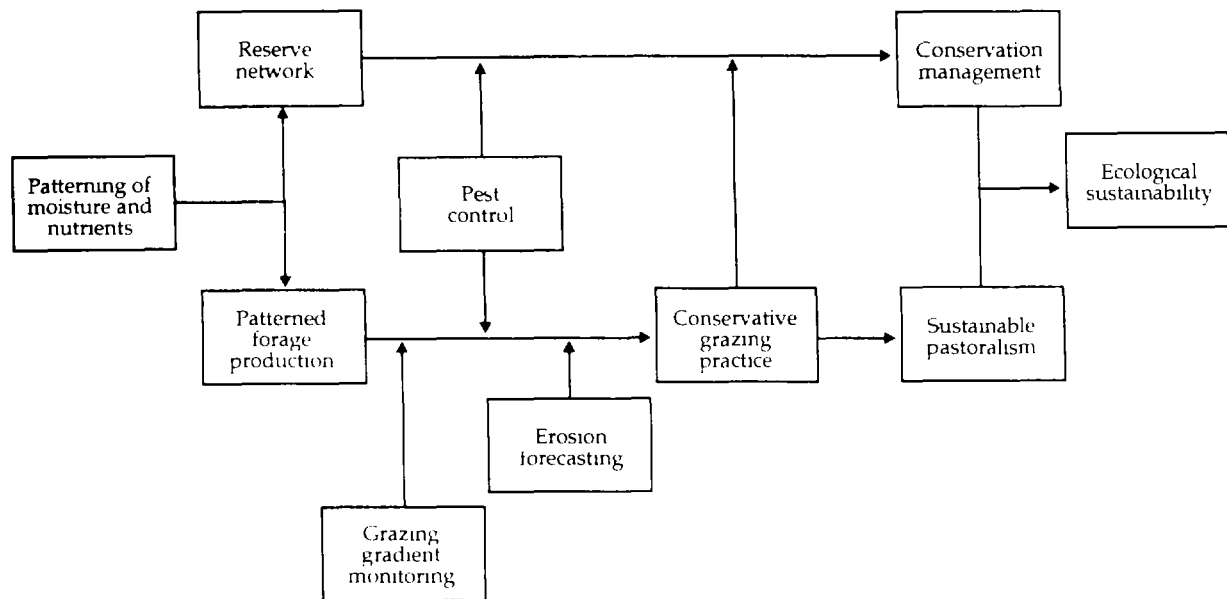 Reserve
network
Conservation
management
Patterning of
moisture and
nutrients
Pest
control
Ecological
sustainability
Patterned
forage
production
Conservative
grazing
practice
Sustainable
pastoralism
Erosion
forecasting
Grazing
gradient
monitoring